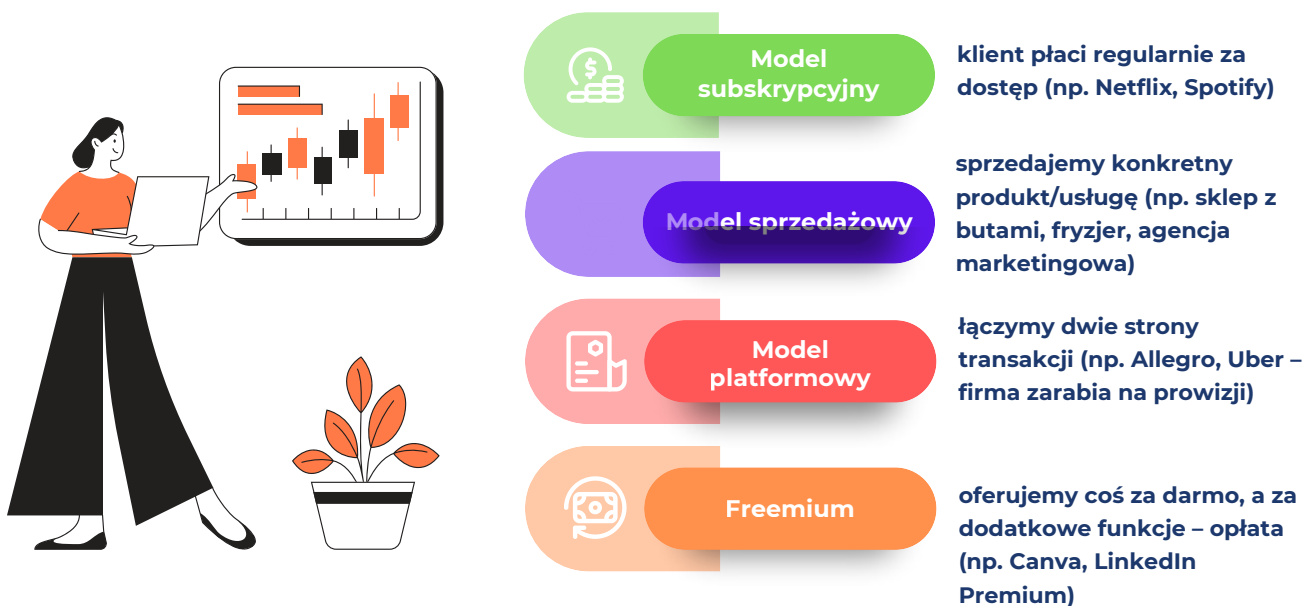 Model
subskrypcyjny
klient płaci regularnie za
dostęp (np. Netflix, Spotify)
Model sprzedażowy
sprzedajemy konkretny
produkt/usługę (np. sklep z
butami, fryzjer, agencja
marketingowa)
Model
platformowy
łączymy dwie strony
transakcji (np. Allegro, Uber –
firma zarabia na prowizji)
Freemium
oferujemy coś za darmo, a za
dodatkowe funkcje – opłata
(np. Canva, LinkedIn
Premium)